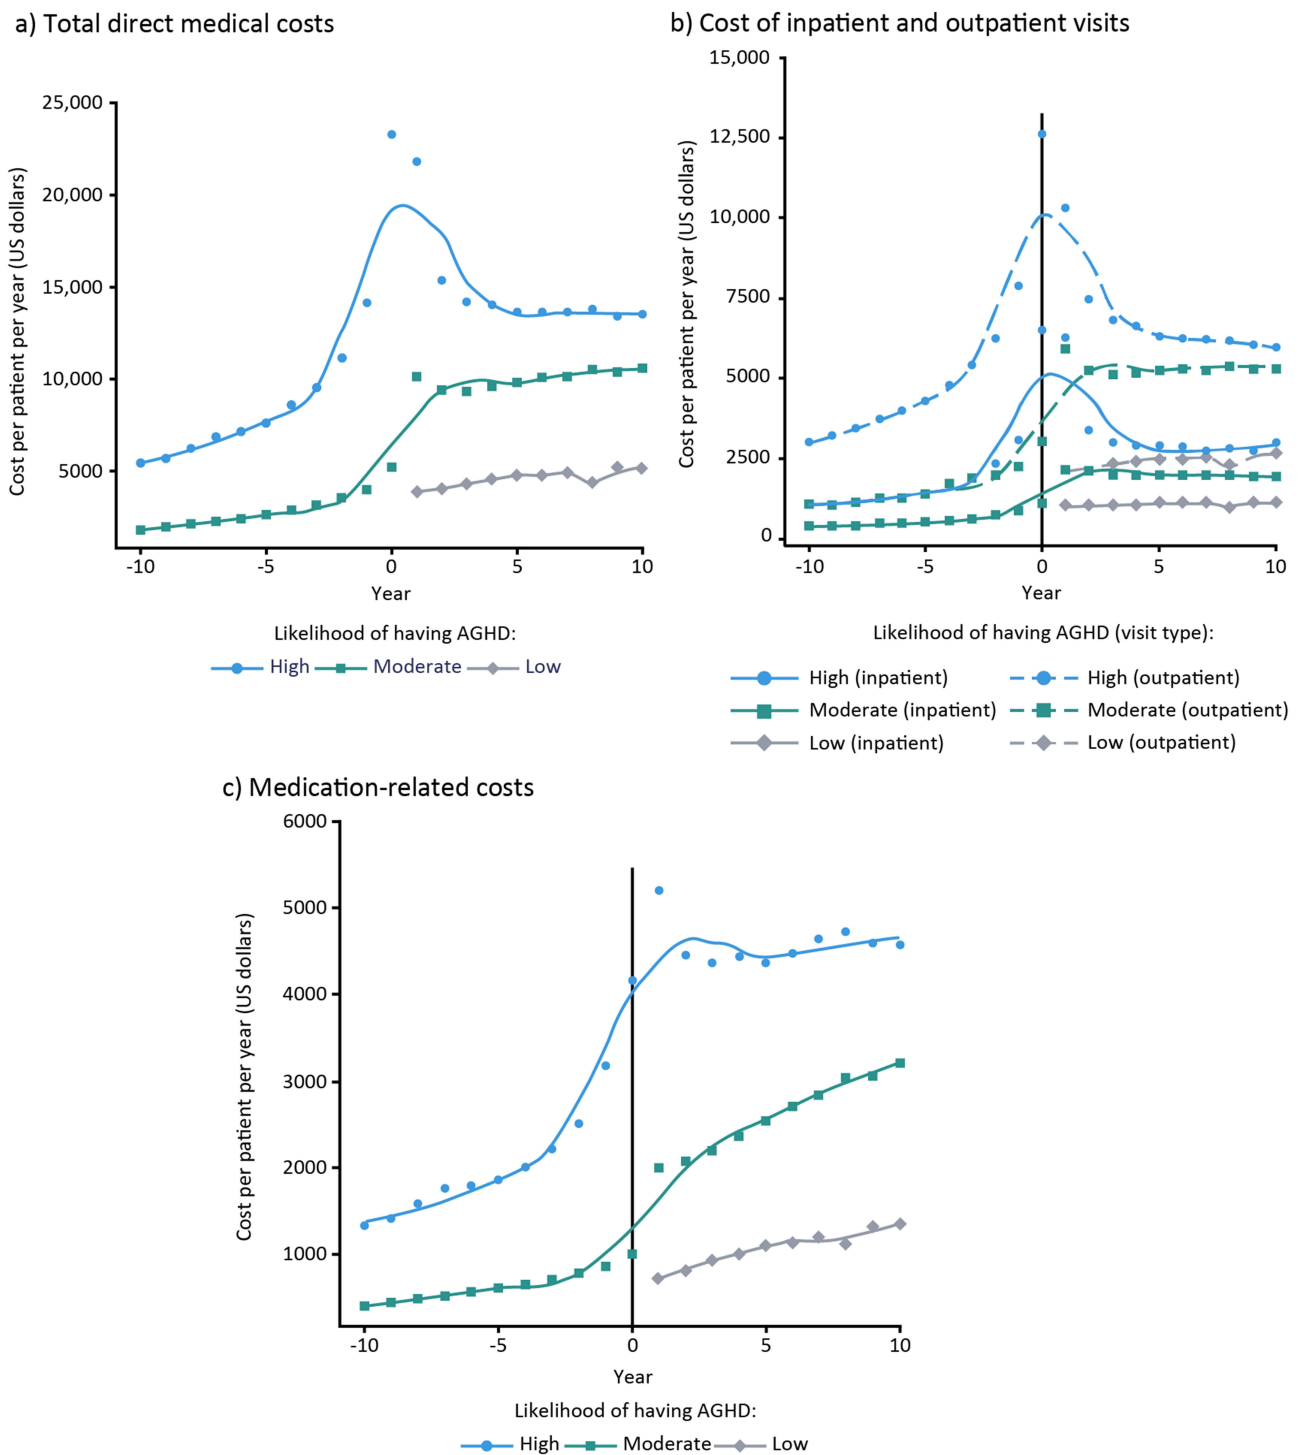 a) Total direct medical costs
Cost per patient per year (US dollars)
25,000
20,000
15,000
10,000
5000
-10 -5 0 5 10
Year
Likelihood of having AGHD:
High Moderate Low
b) Cost of inpatient and outpatient visits
Cost per patient per year (US dollars)
15,000
12,500
10,000
7500
5000
2500
0
-10 -5 0 5 10
Year
Likelihood of having AGHD (visit type):
High (inpatient) High (outpatient)
Moderate (inpatient) Moderate (outpatient)
Low (inpatient) Low (outpatient)
c) Medication-related costs
Cost per patient per year (US dollars)
6000
5000
4000
3000
2000
1000
-10 -5 0 5 10
Year
Likelihood of having AGHD:
High Moderate Low